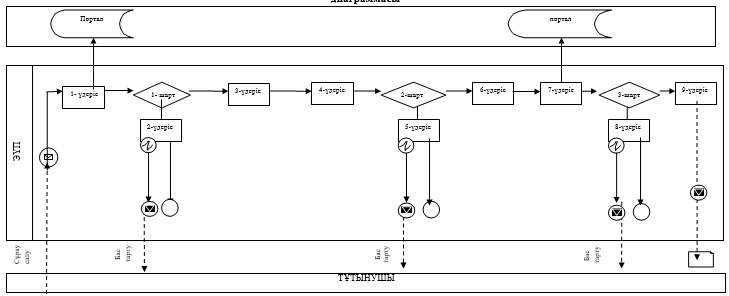 диаграммасы
Портал
портал
1- үдеріс
1- шарт
3-үдеріс
4-үдеріс
2-шарт
6-үдеріс
7-үдеріс
3-шарт
9-үдеріс
2-үдеріс
5-үдеріс
8-үдеріс
ЭҮП
Сұрау
салу
Бас
тарту
Бас
тарту
Бас
тарту
ТҰТЫНУШЫ